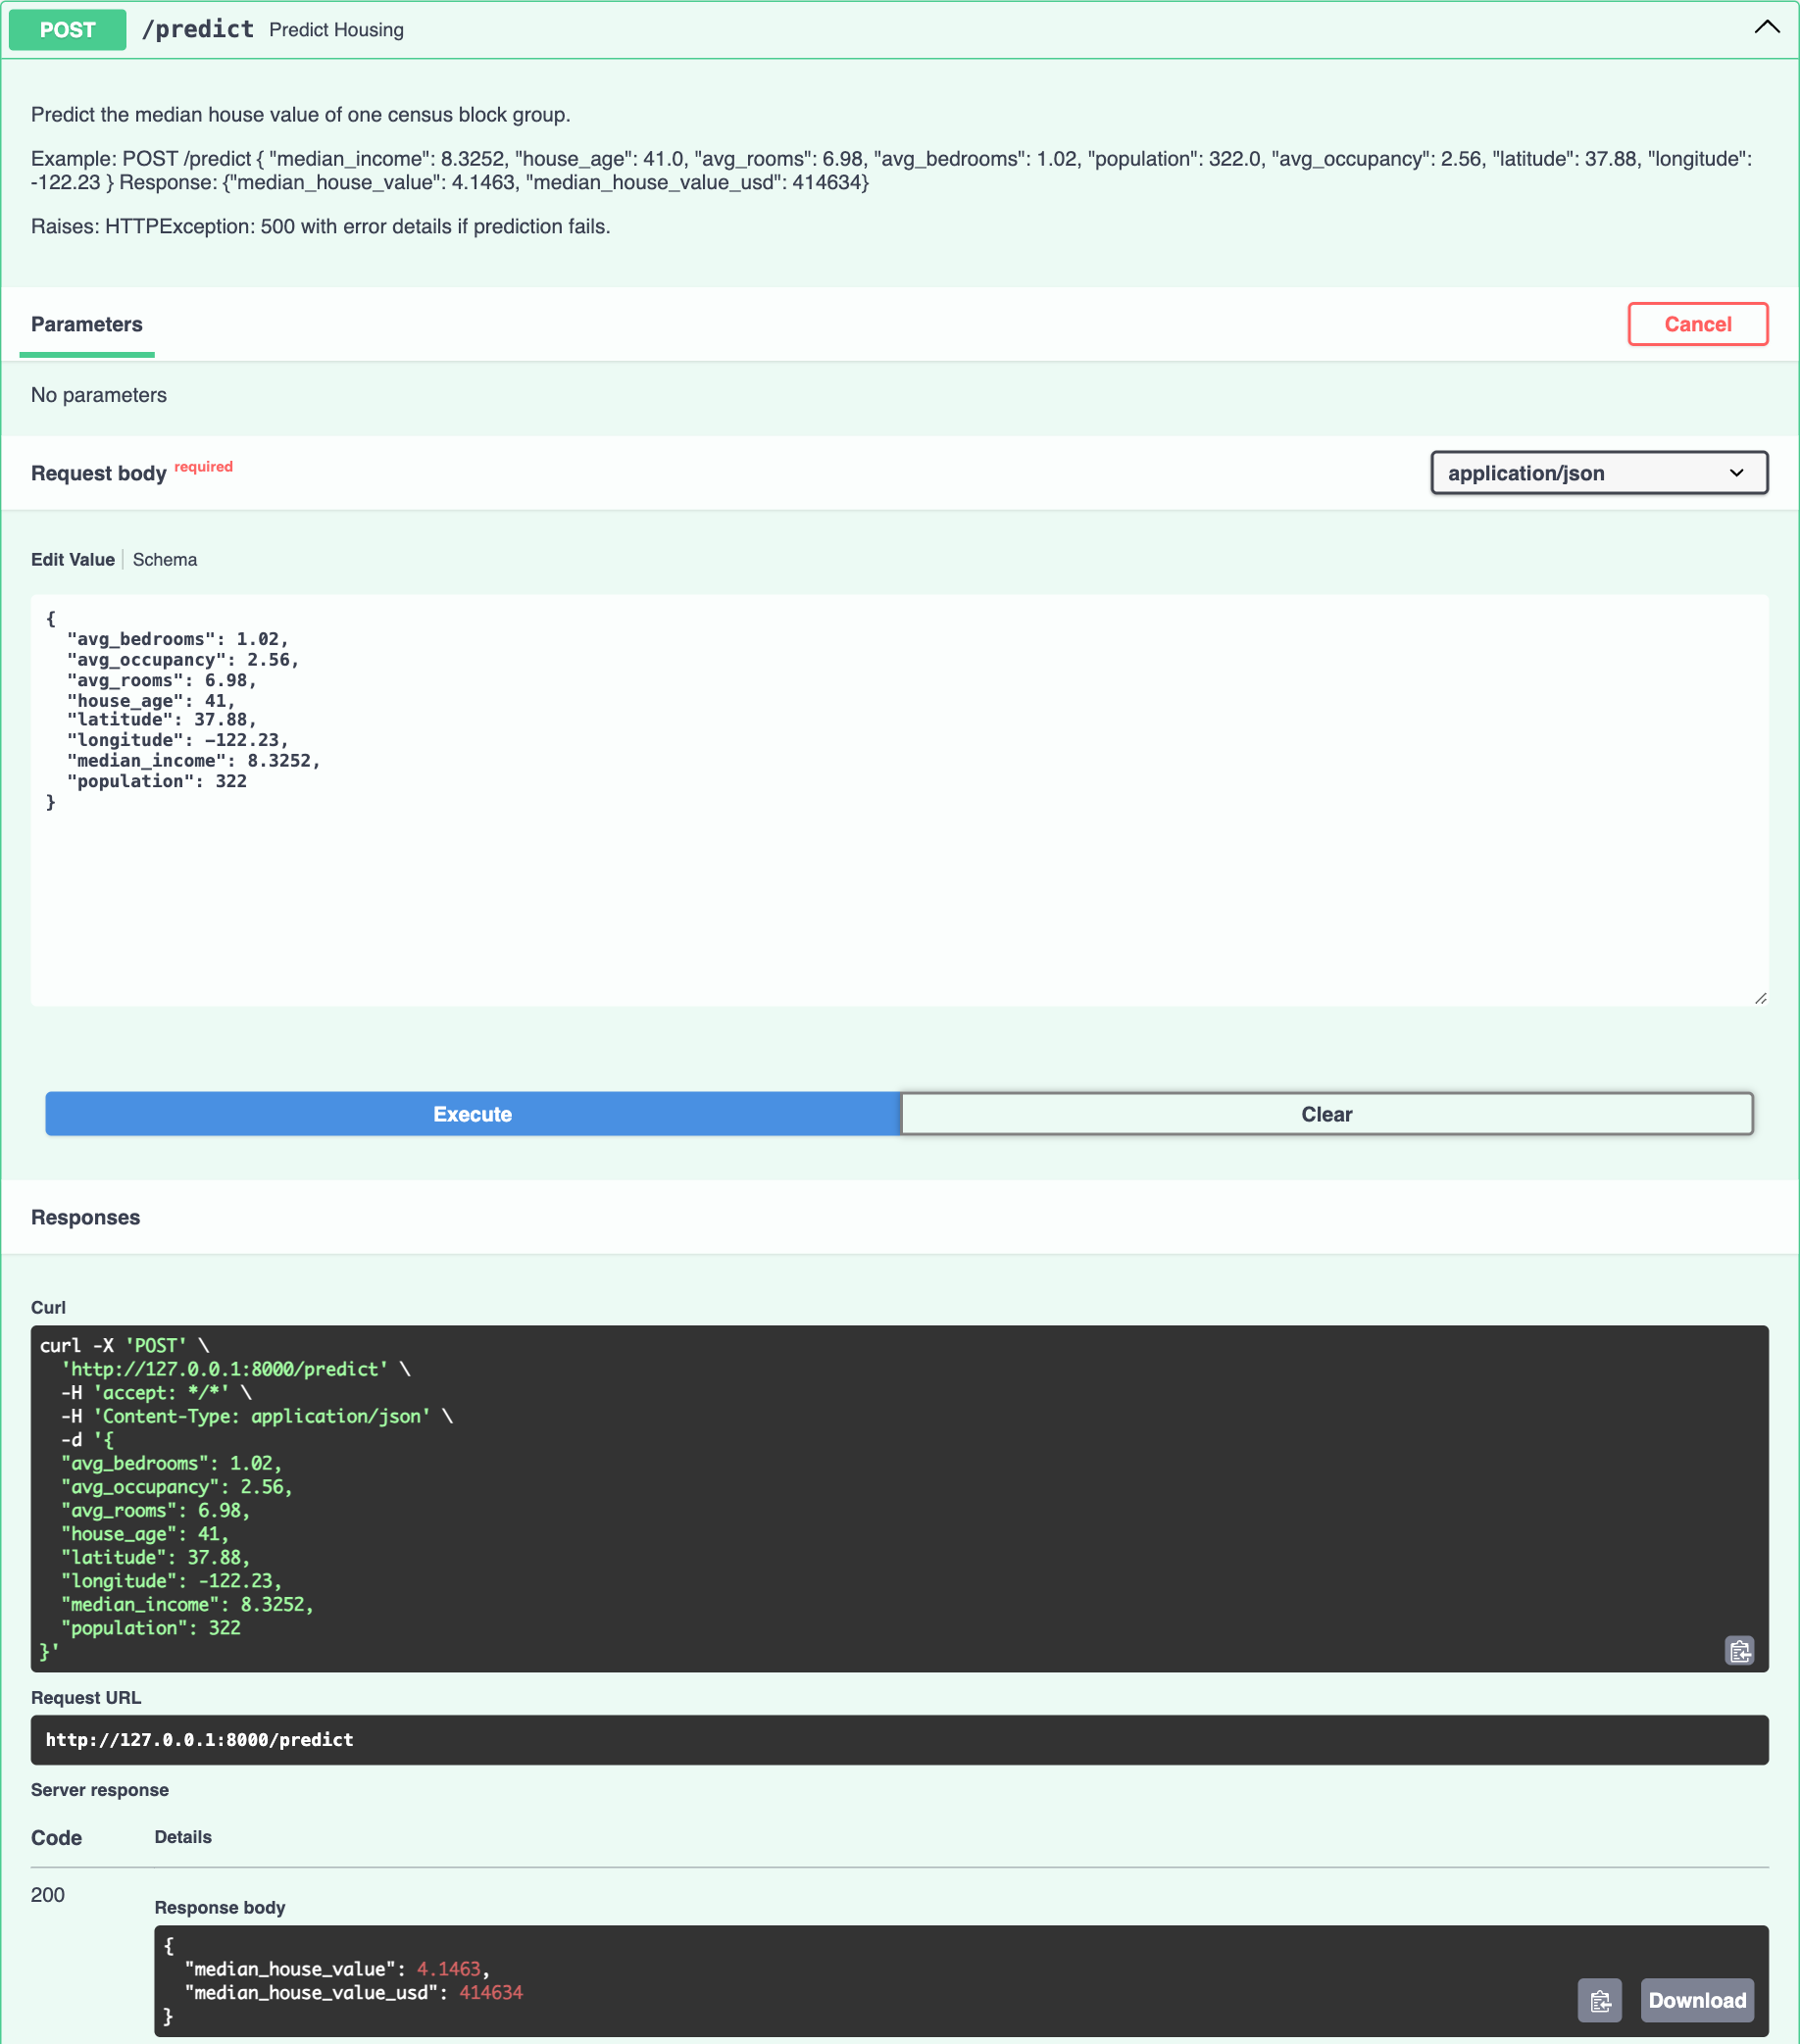 POST /predict Predict Housing
Predict the median house value of one census block group.
Example: POST /predict { "median_income": 8.3252, "house_age": 41.0, "avg_rooms": 6.98, "avg_bedrooms": 1.02, "population": 322.0, "avg_occupancy": 2.56, "latitude": 37.88, "longitude":
-122.23 } Response: {"median_house_value": 4.1463, "median_house_value_usd": 414634}
Raises: HTTPException: 500 with error details if prediction fails.
Parameters Cancel
No parameters
Request body required application/json
Edit Value Schema
{
  "avg_bedrooms": 1.02,
  "avg_occupancy": 2.56,
  "avg_rooms": 6.98,
  "house_age": 41,
  "latitude": 37.88,
  "longitude": -122.23,
  "median_income": 8.3252,
  "population": 322
}
Execute Clear
Responses
Curl
curl -X 'POST' \
  'http://127.0.0.1:8000/predict' \
  -H 'accept: */*' \
  -H 'Content-Type: application/json' \
  -d '{
  "avg_bedrooms": 1.02,
  "avg_occupancy": 2.56,
  "avg_rooms": 6.98,
  "house_age": 41,
  "latitude": 37.88,
  "longitude": -122.23,
  "median_income": 8.3252,
  "population": 322
}'
Request URL
http://127.0.0.1:8000/predict
Server response
Code Details
200
Response body
{
  "median_house_value": 4.1463,
  "median_house_value_usd": 414634
}
Download